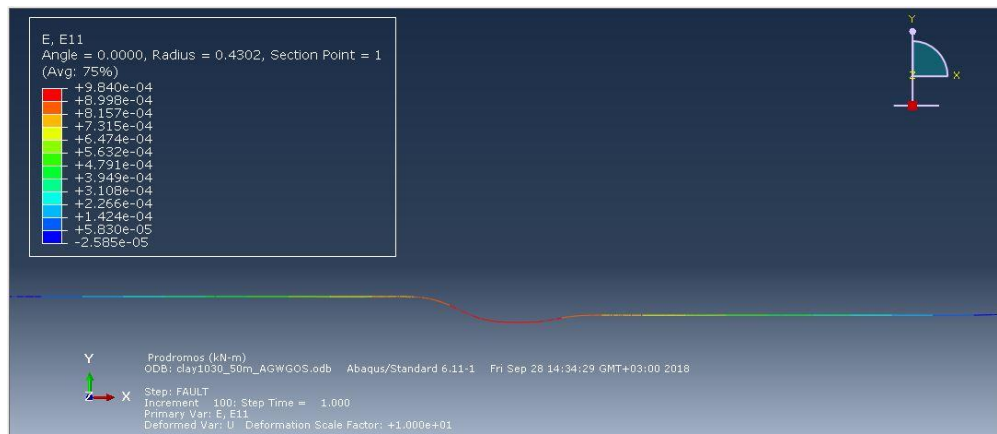 E, E11
Angle = 0.0000, Radius = 0.4302, Section Point = 1
(Avg: 75%)
+9.840e-04
+8.998e-04
+8.157e-04
+7.315e-04
+6.474e-04
+5.632e-04
+4.791e-04
+3.949e-04
+3.108e-04
+2.266e-04
+1.424e-04
+5.830e-05
-2.585e-05
Y
Z X
Y
Z X
Prodromos (kN-m)
ODB: clay1030_50m_AGWGOS.odb Abaqus/Standard 6.11-1 Fri Sep 28 14:34:29 GMT+03:00 2018
Step: FAULT
Increment 100: Step Time = 1.000
Primary Var: E, E11
Deformed Var: U Deformation Scale Factor: +1.000e+01